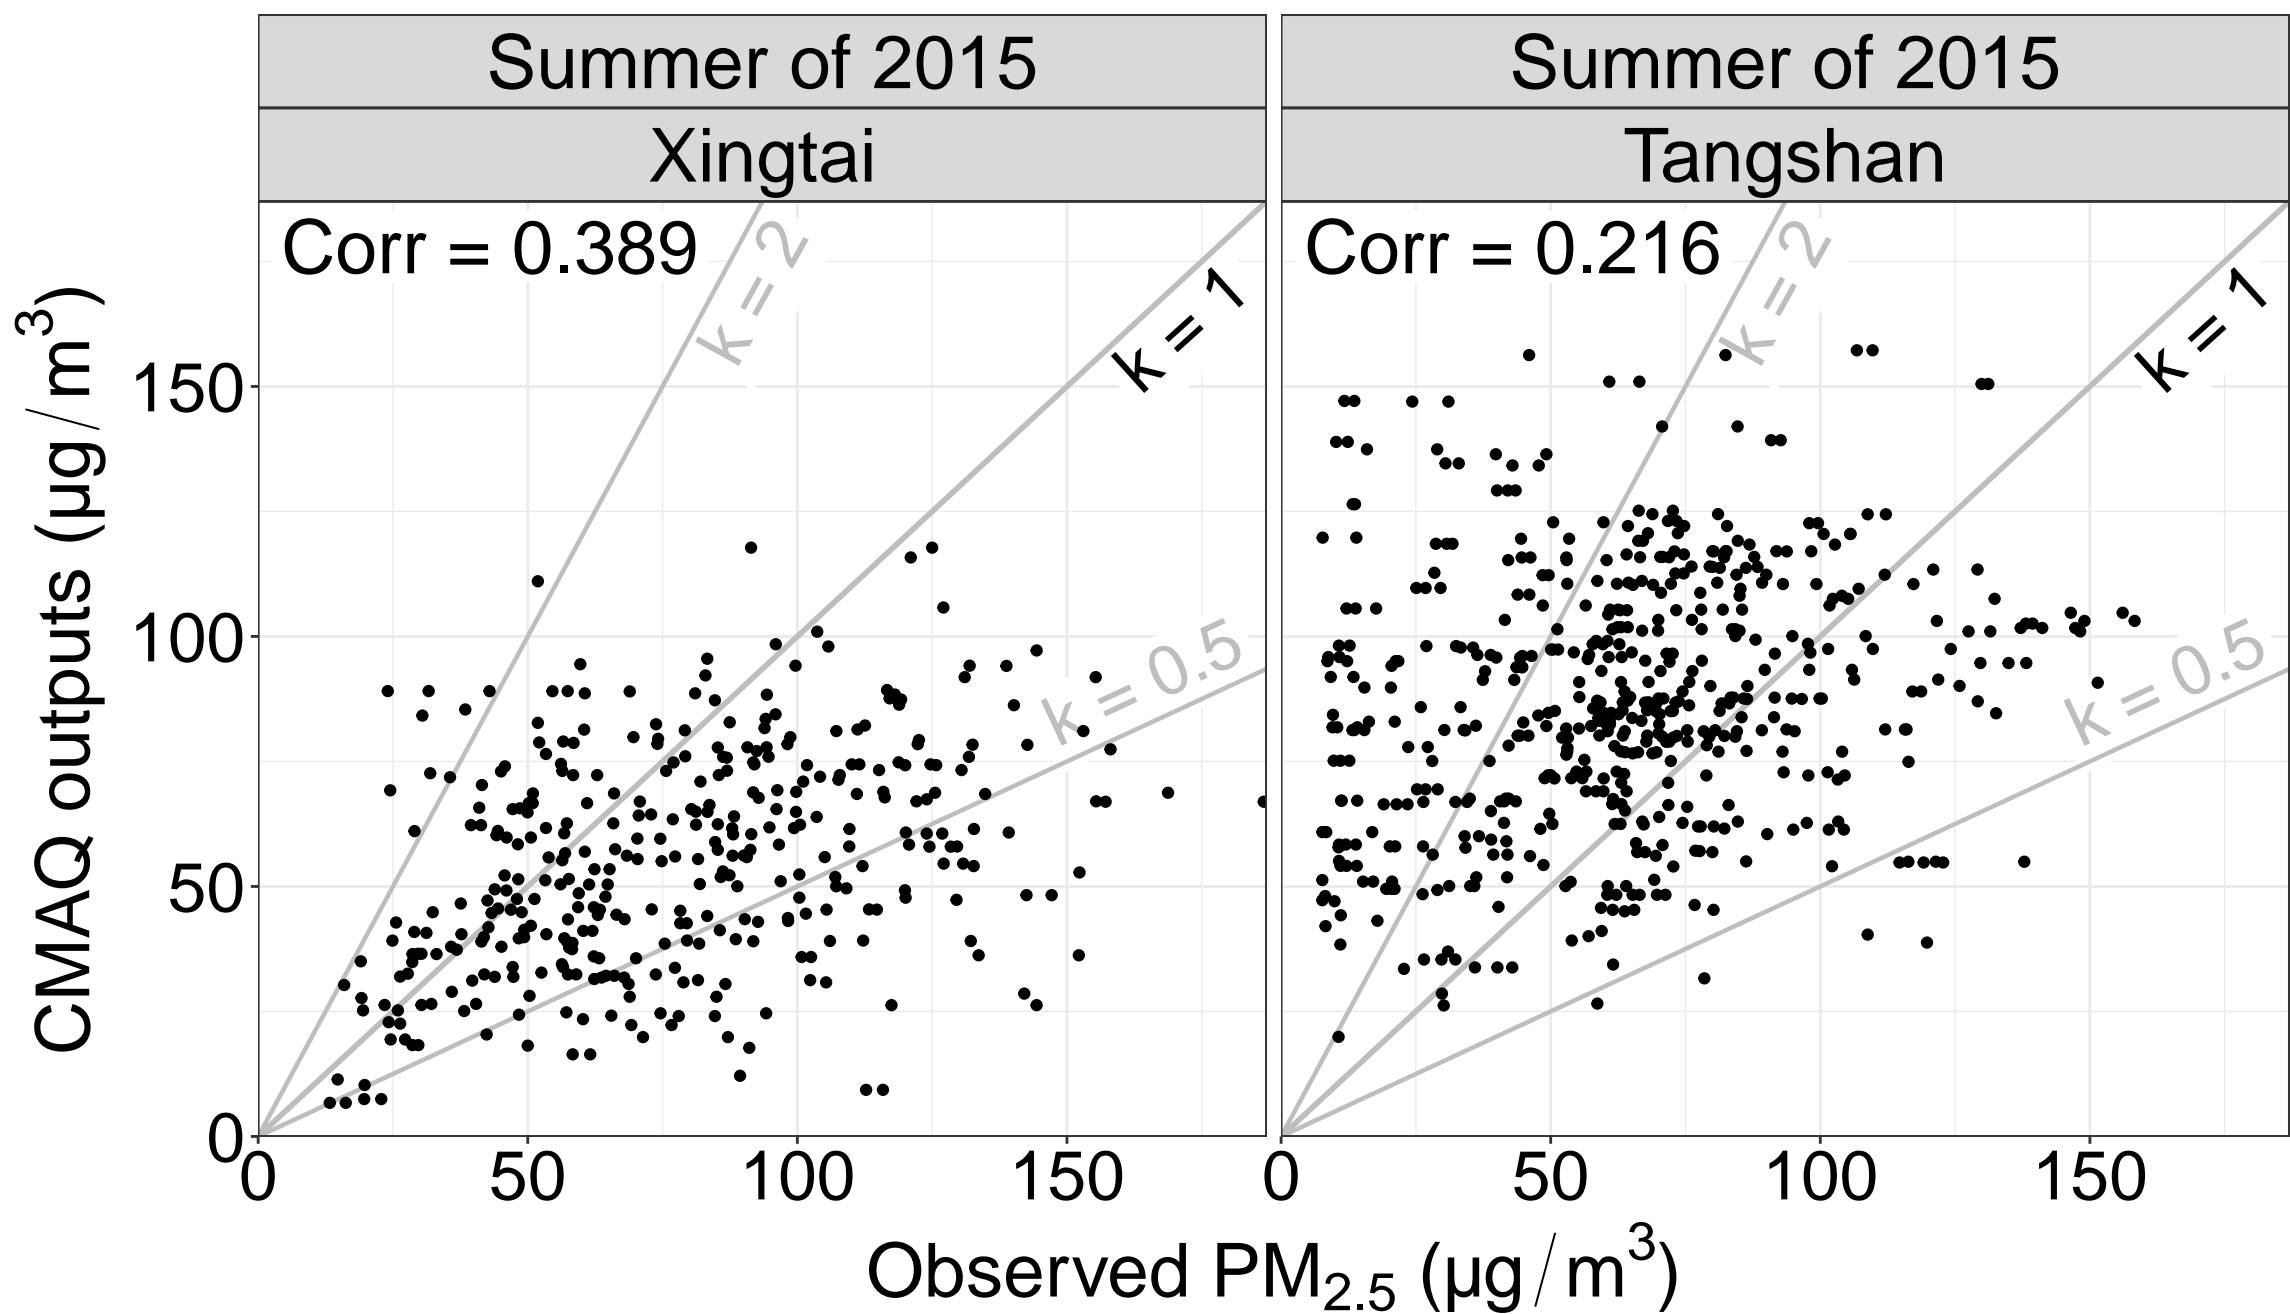 Summer of 2015
Summer of 2015
Xingtai
Tangshan
Corr = 0.389
k = 2
k = 1
k = 0.5
Corr = 0.216
k = 2
k = 1
k = 0.5
CMAQ outputs (μg/m³)
150
100
50
0
0 50 100 150
0 50 100 150
Observed PM₂.₅ (μg/m³)